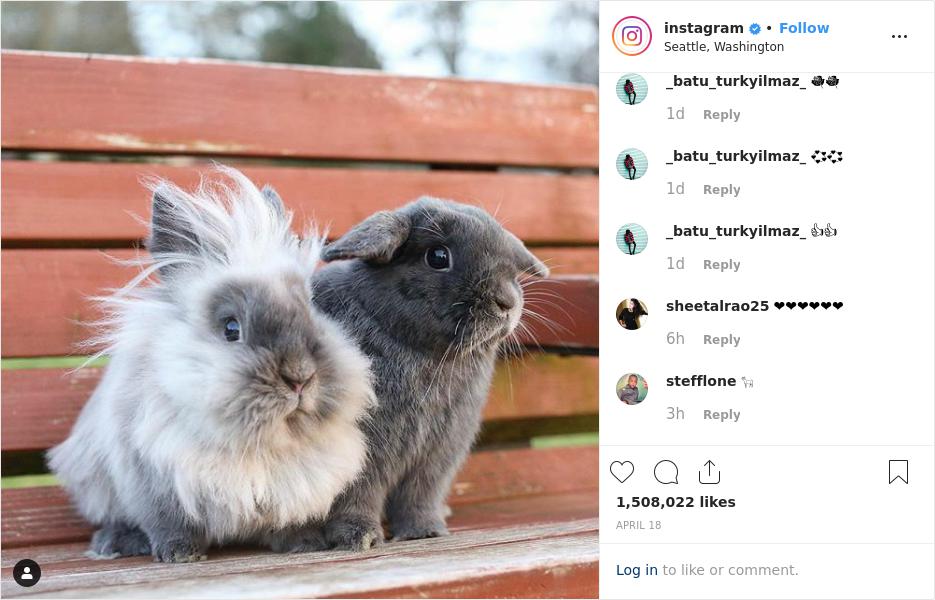 instagram • Follow
Seattle, Washington
_batu_turkyilmaz_
1d Reply
_batu_turkyilmaz_ 💞💞
1d Reply
_batu_turkyilmaz_ 👍👍
1d Reply
sheetalrao25 ❤❤❤❤❤❤
6h Reply
stefflone 🐩
3h Reply
1,508,022 likes
APRIL 18
Log in to like or comment.